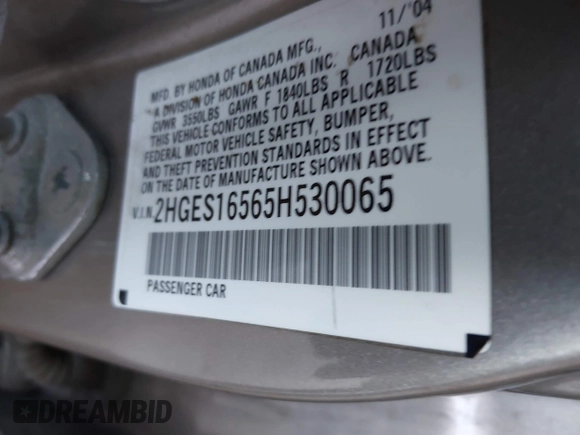 11/'04
MFD. BY HONDA OF CANADA MFG.,
A DIVISION OF HONDA CANADA INC. CANADA
GVWR 3550LBS GAWR F 1840LBS R 1720LBS
THIS VEHICLE CONFORMS TO ALL APPLICABLE
FEDERAL MOTOR VEHICLE SAFETY, BUMPER,
AND THEFT PREVENTION STANDARDS IN EFFECT
ON THE DATE OF MANUFACTURE SHOWN ABOVE.
V.I.N. 2HGES16565H530065
PASSENGER CAR
DREAMBID